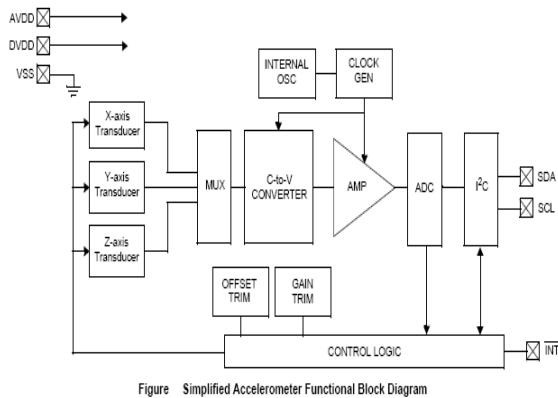 AVDD
DVDD
VSS
INTERNAL
OSC
CLOCK
GEN
X-axis
Transducer
Y-axis
Transducer
Z-axis
Transducer
MUX
C-to-V
CONVERTER
AMP
ADC
I²C
SDA
SCL
OFFSET
TRIM
GAIN
TRIM
CONTROL LOGIC
INT
Figure Simplified Accelerometer Functional Block Diagram